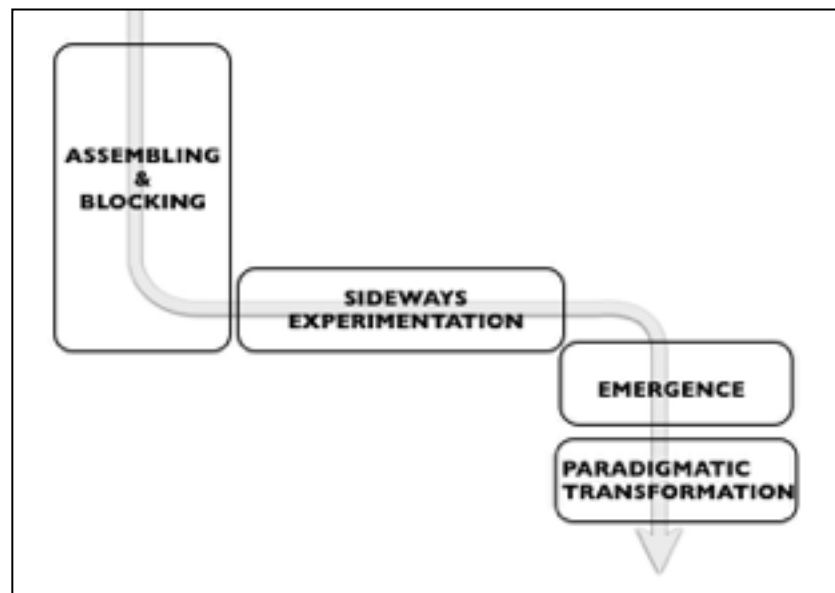 ASSEMBLING
&
BLOCKING
SIDEWAYS
EXPERIMENTATION
EMERGENCE
PARADIGMATIC
TRANSFORMATION